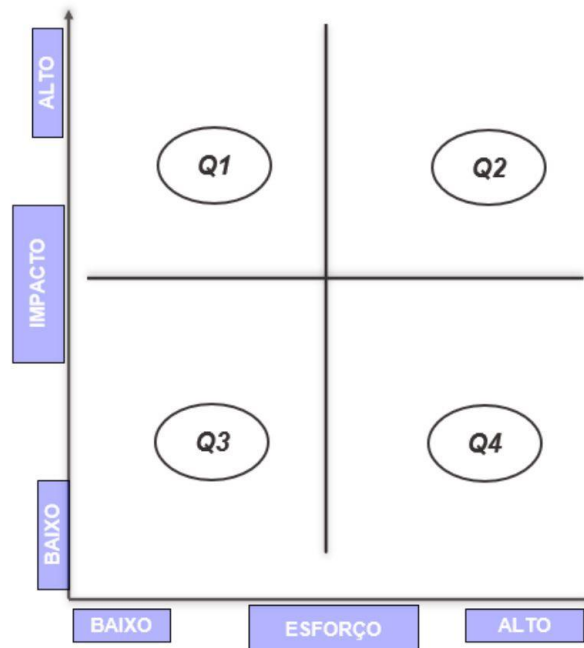 ALTO
Q1
Q2
IMPACTO
Q3
Q4
BAIXO
BAIXO
ESFORÇO
ALTO